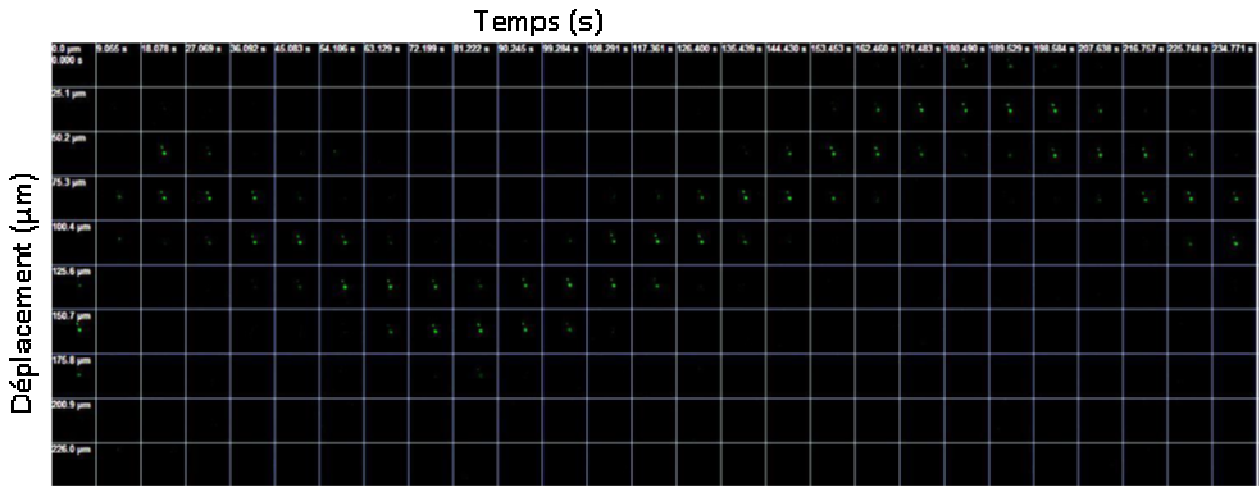 Temps (s)
0.0 µm 9.055 s 18.078 s 27.069 s 36.092 s 45.083 s 54.106 s 63.129 s 72.199 s 81.222 s 90.245 s 99.284 s 108.291 s 117.361 s 126.400 s 135.439 s 144.430 s 153.453 s 162.460 s 171.483 s 180.490 s 189.529 s 198.584 s 207.638 s 216.757 s 225.748 s 234.771 s
0.000 s
25.1 µm
50.2 µm
75.3 µm
100.4 µm
125.6 µm
150.7 µm
175.8 µm
200.9 µm
226.0 µm
Déplacement (µm)